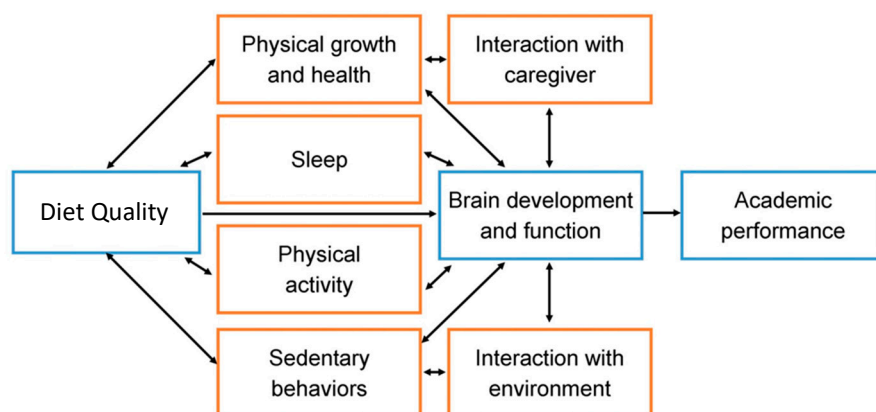 Physical growth
and health
Interaction with
caregiver
Sleep
Diet Quality
Brain development
and function
Academic
performance
Physical
activity
Sedentary
behaviors
Interaction with
environment